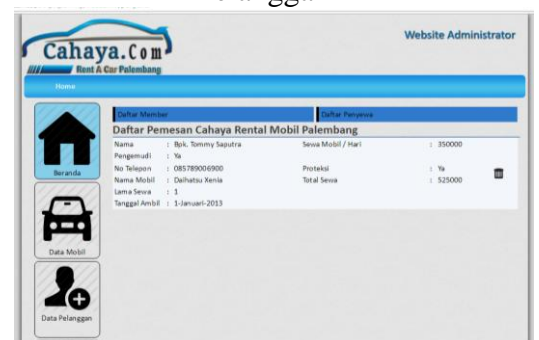 Cahaya.Com
Rent A Car Palembang
Website Administrator
Home
Daftar Member
Daftar Penyewa
Daftar Pemesan Cahaya Rental Mobil Palembang
Nama : Bpk. Tommy Saputra Sewa Mobil / Hari : 350000
Pengemudi : Ya
No Telepon : 085789006900 Proteksi : Ya
Nama Mobil : Daihatsu Xenia Total Sewa : 525000
Lama Sewa : 1
Tanggal Ambil : 1-Januari-2013
Beranda
Data Mobil
Data Pelanggan